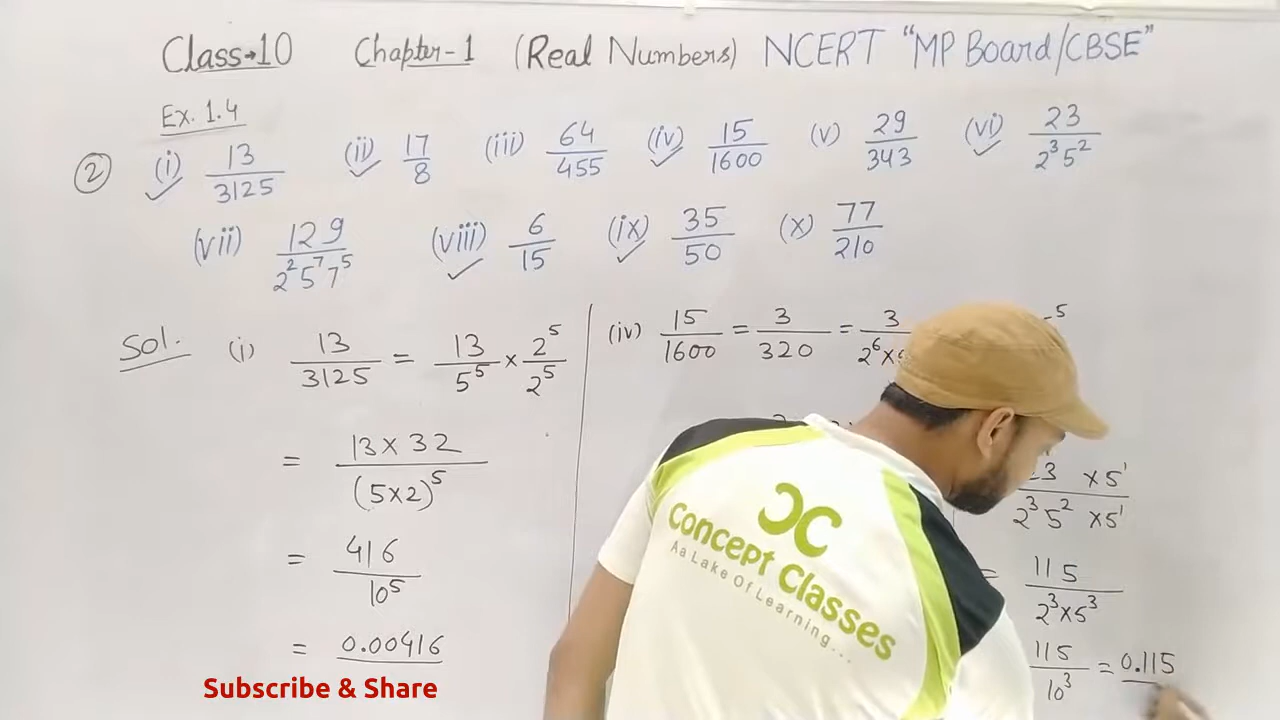 Class→10 Chapter-1 (Real Numbers) NCERT "MP Board/CBSE"
Ex. 1.4
② (i) 13/3125 (ii) 17/8 (iii) 64/455 (iv) 15/1600 (v) 29/343 (vi) 23/2³5²
(vii) 129/2²5⁷7⁵ (viii) 6/15 (ix) 35/50 (x) 77/210
Sol. (i) 13/3125 = 13/5⁵ × 2⁵/2⁵
= 13×32/(5×2)⁵
= 416/10⁵
= 0.00416
(iv) 15/1600 = 3/320 = 3/2⁶×
23 ×5¹/2³5² ×5¹
= 115/2³×5³
115/10³ = 0.115
Concept Classes
Aa Lake Of Learning...
Subscribe & Share